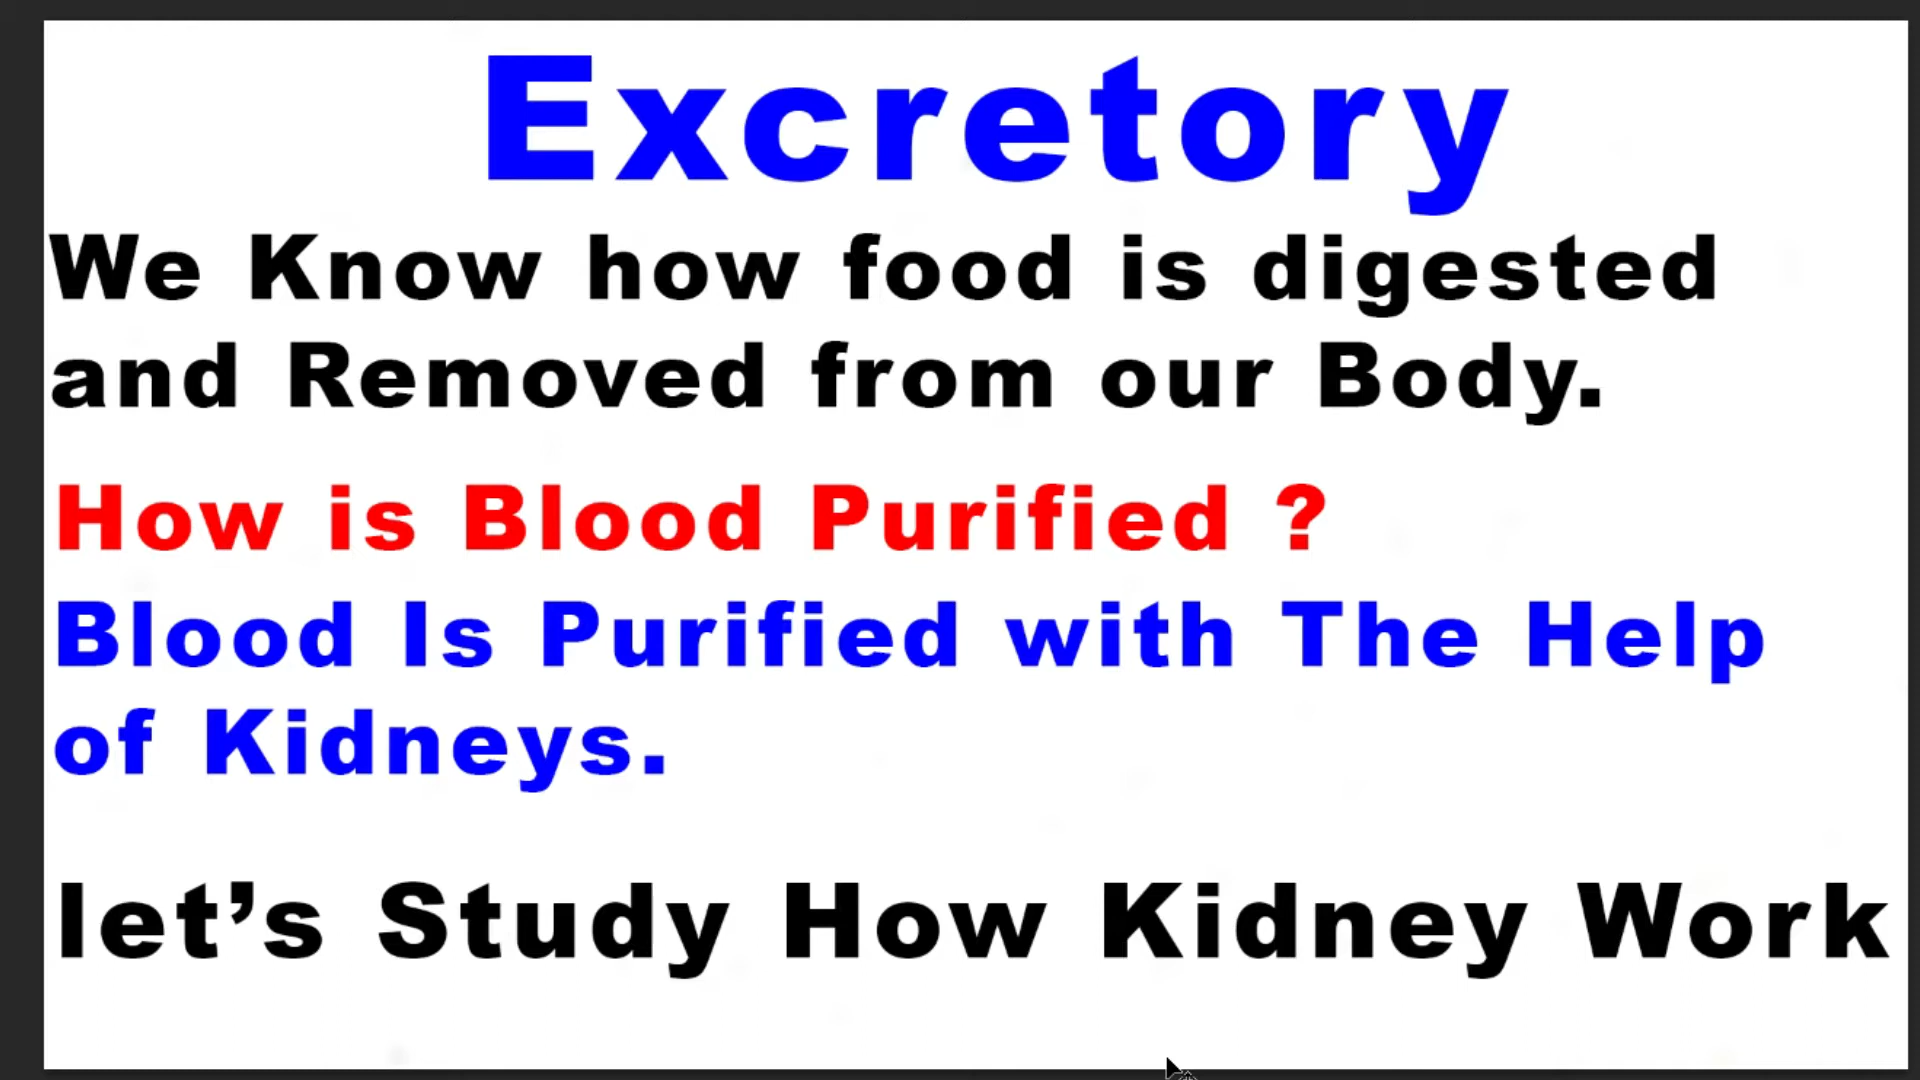 Excretory
We Know how food is digested
and Removed from our Body.
How is Blood Purified ?
Blood Is Purified with The Help
of Kidneys.
let’s Study How Kidney Work